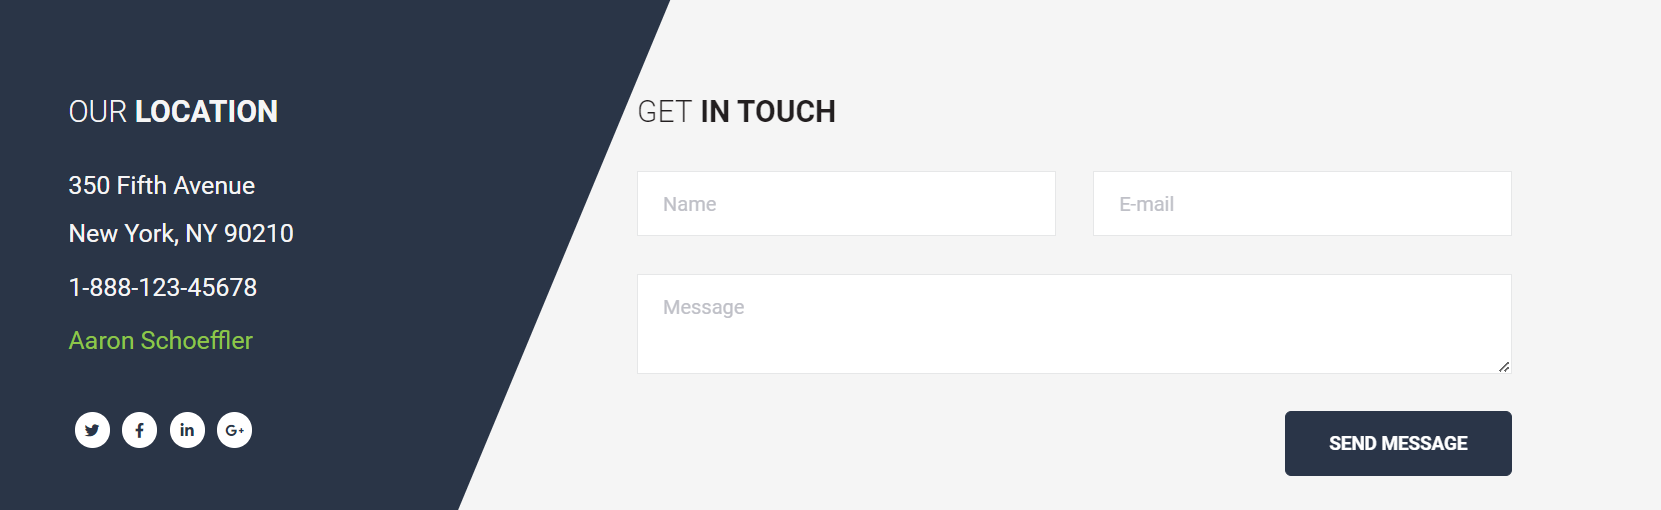 OUR LOCATION
350 Fifth Avenue
New York, NY 90210
1-888-123-45678
Aaron Schoeffler
GET IN TOUCH
Name
E-mail
Message
SEND MESSAGE